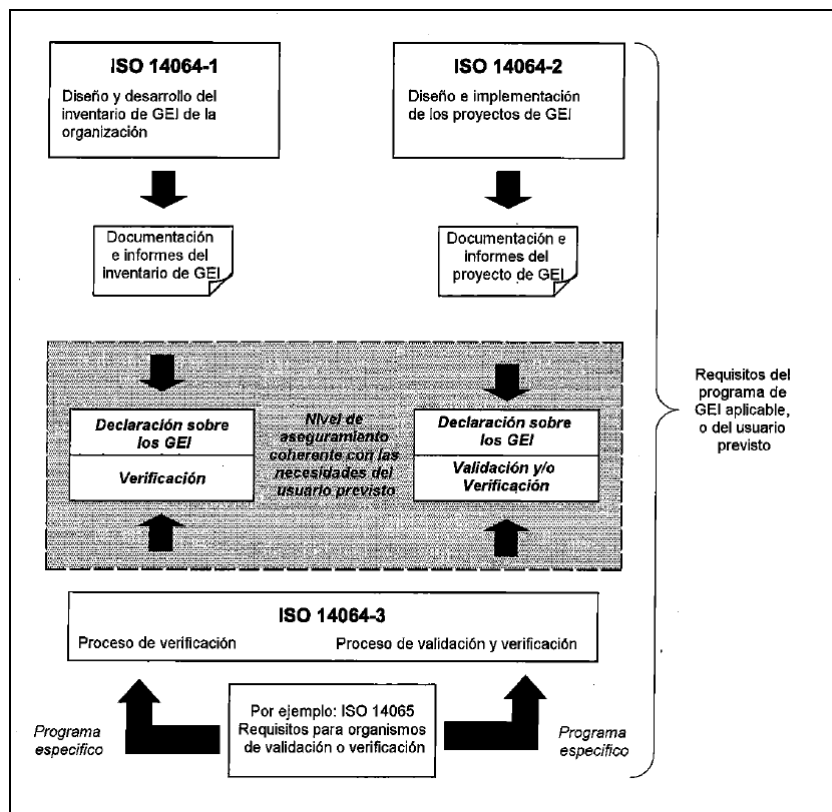 ISO 14064-1
Diseño y desarrollo del
inventario de GEI de la
organización
ISO 14064-2
Diseño e implementación
de los proyectos de GEI
Documentación
e informes del
inventario de GEI
Documentación e
informes del
proyecto de GEI
Declaración sobre
los GEI
Verificación
Nivel de
aseguramiento
coherente con las
necesidades del
usuario previsto
Declaración sobre
los GEI
Validación y/o
Verificación
Requisitos del
programa de
GEI aplicable,
o del usuario
previsto
ISO 14064-3
Proceso de verificación
Proceso de validación y verificación
Programa
especifico
Por ejemplo: ISO 14065
Requisitos para organismos
de validación o verificación
Programa
especifico